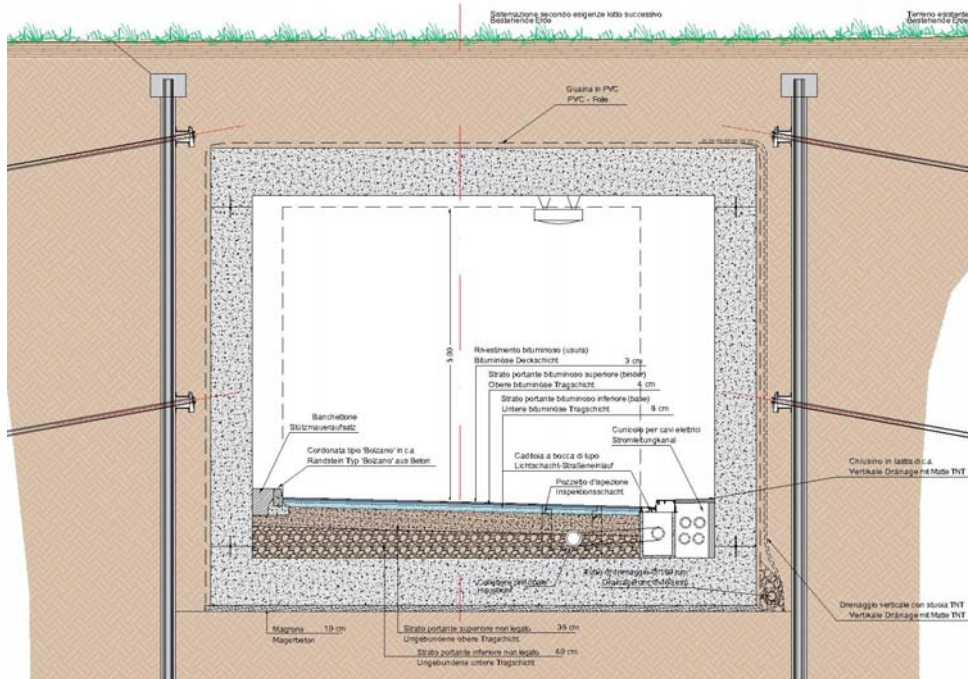 Sistemazione secondo esigenze lotto successivo
Bestehende Erde
Terreno esistente
Bestehende Erde
Guaina in PVC
PVC - Folie
5.00
Rivestimento bituminoso (usura)
Bituminöse Deckschicht 3 cm
Strato portante bituminoso superiore (binder)
Obere bituminöse Tragschicht 4 cm
Strato portante bituminoso inferiore (base)
Untere bituminöse Tragschicht 8 cm
Banchettone
Stützmaueraufsatz
Cunicolo per cavi elettrici
Stromleitungkanal
Cordonata tipo 'Bolzano' in c.a.
Randstein Typ 'Bolzano' aus Beton
Caditoia a bocca di lupo
Lichtschacht-Straßeneinlauf
Chiusino in lastra di c.a.
Vertikale Dränage mit Matte TNT
Pozzetto d'ispezione
Inspektionsschacht
Collettore principale
Drenaggio verticale con stuoia TNT
Vertikale Dränage mit Matte TNT
Magrone 10 cm
Magerbeton
Strato portante superiore non legato 35 cm
Ungebundene obere Tragschicht
Strato portante inferiore non legato
Ungebundene untere Tragschicht